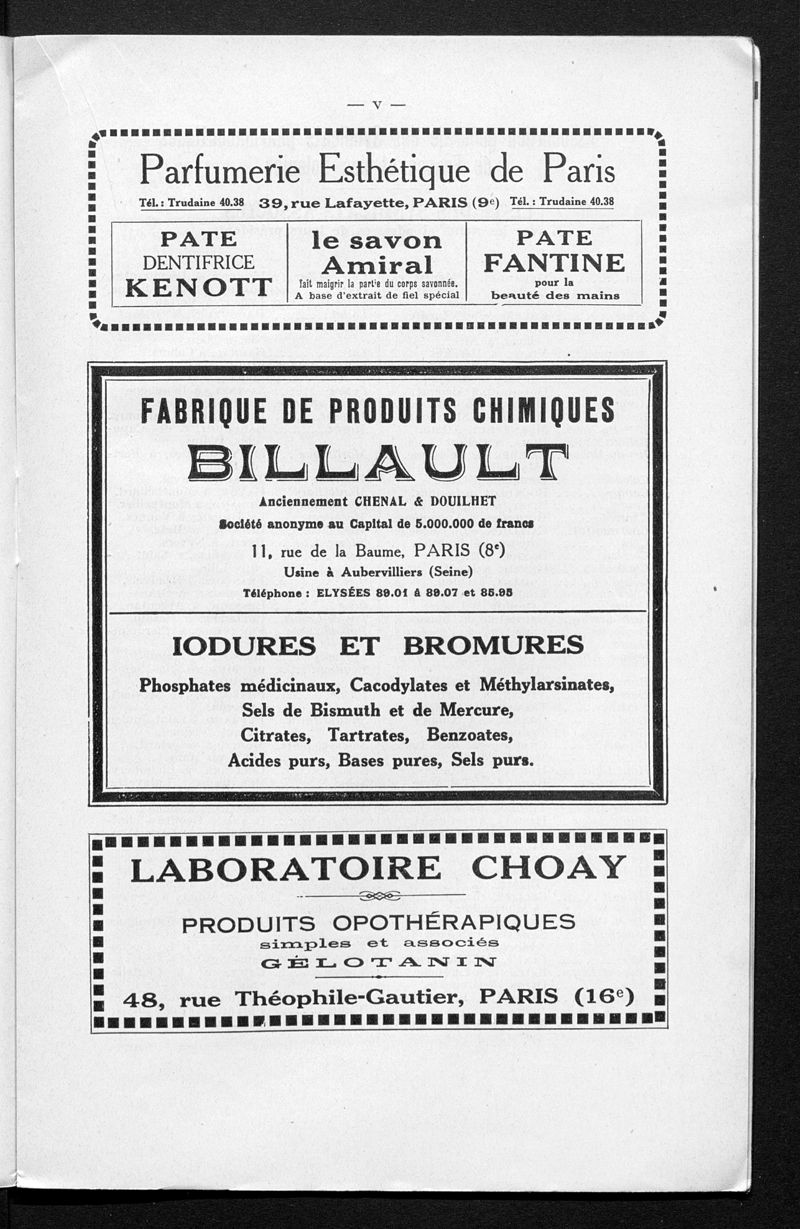 — V —
Parfumerie Esthétique de Paris
Tél.: Trudaine 40.38 39, rue Lafayette, PARIS (9e) Tél. : Trudaine 40.38
PATE
DENTIFRICE
KENOTT
le savon
Amiral
fait maigrir la partie du corps savonnée.
A base d'extrait de fiel spécial
PATE
FANTINE
pour la
beauté des mains
FABRIQUE DE PRODUITS CHIMIQUES
BILLAULT
Anciennement CHENAL & DOUILHET
Société anonyme au Capital de 5.000.000 de francs
11, rue de la Baume, PARIS (8e)
Usine à Aubervilliers (Seine)
Téléphone : ELYSÉES 89.01 à 89.07 et 85.95
IODURES ET BROMURES
Phosphates médicinaux, Cacodylates et Méthylarsinates,
Sels de Bismuth et de Mercure,
Citrates, Tartrates, Benzoates,
Acides purs, Bases pures, Sels purs.
LABORATOIRE CHOAY
PRODUITS OPOTHÉRAPIQUES
simples et associés
GÉLOTANIN
48, rue Théophile-Gautier, PARIS (16e)